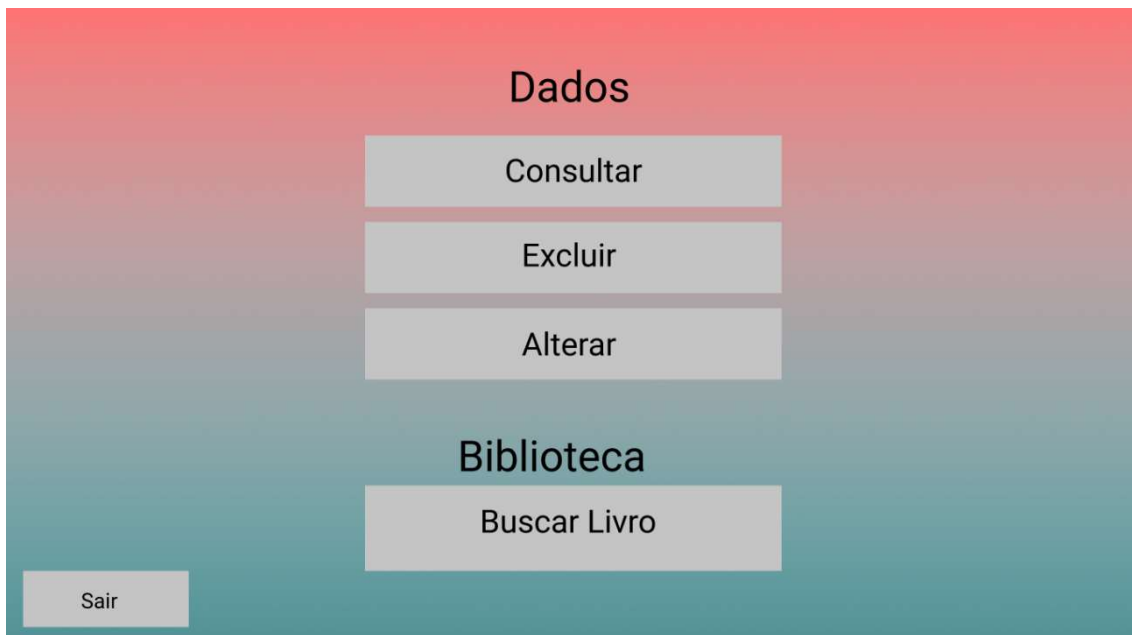 Dados
Consultar
Excluir
Alterar
Biblioteca
Buscar Livro
Sair